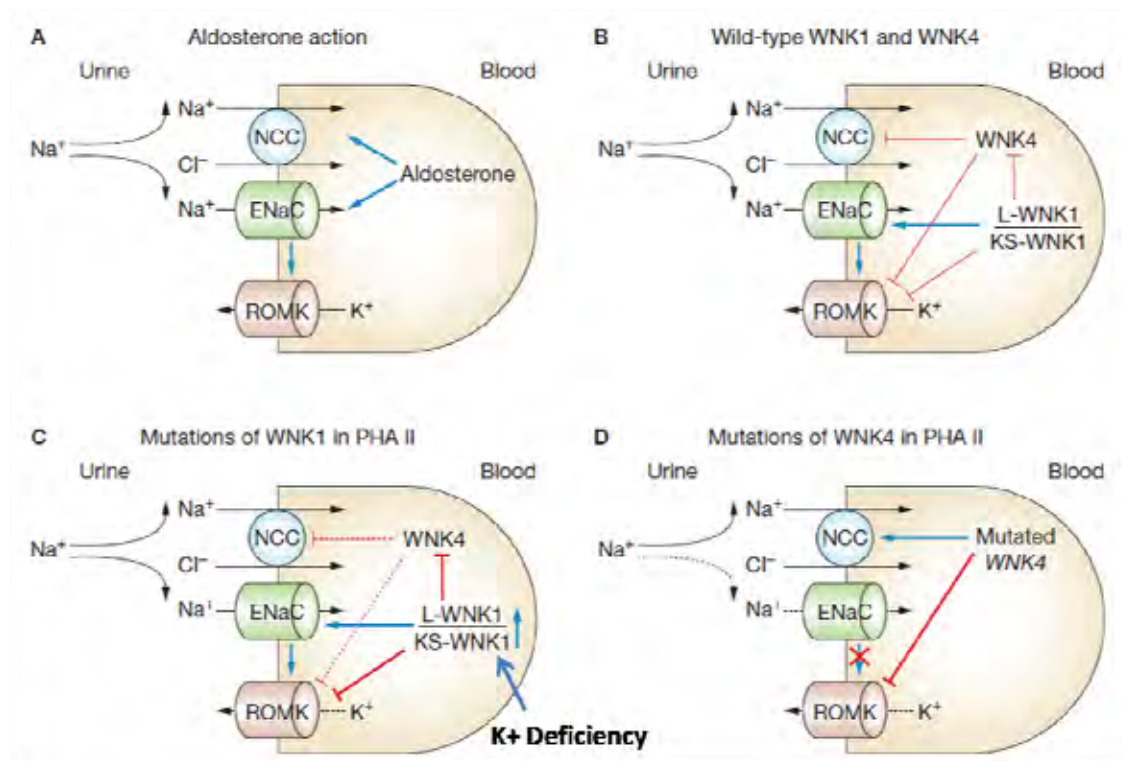 A Aldosterone action
Urine
Blood
Na⁺
Na⁺
NCC
Cl⁻
Aldosterone
Na⁺
ENaC
ROMK
K⁺
B Wild-type WNK1 and WNK4
Urine
Blood
Na⁺
Na⁺
NCC
WNK4
Cl⁻
Na⁺
ENaC
L-WNK1
KS-WNK1
ROMK
K⁺
C Mutations of WNK1 in PHA II
Urine
Blood
Na⁺
Na⁺
NCC
WNK4
Cl⁻
Na⁺
ENaC
L-WNK1
KS-WNK1
ROMK
K⁺
K+ Deficiency
D Mutations of WNK4 in PHA II
Urine
Blood
Na⁺
Na⁺
NCC
Mutated
WNK4
Cl⁻
Na⁺
ENaC
ROMK
K⁺